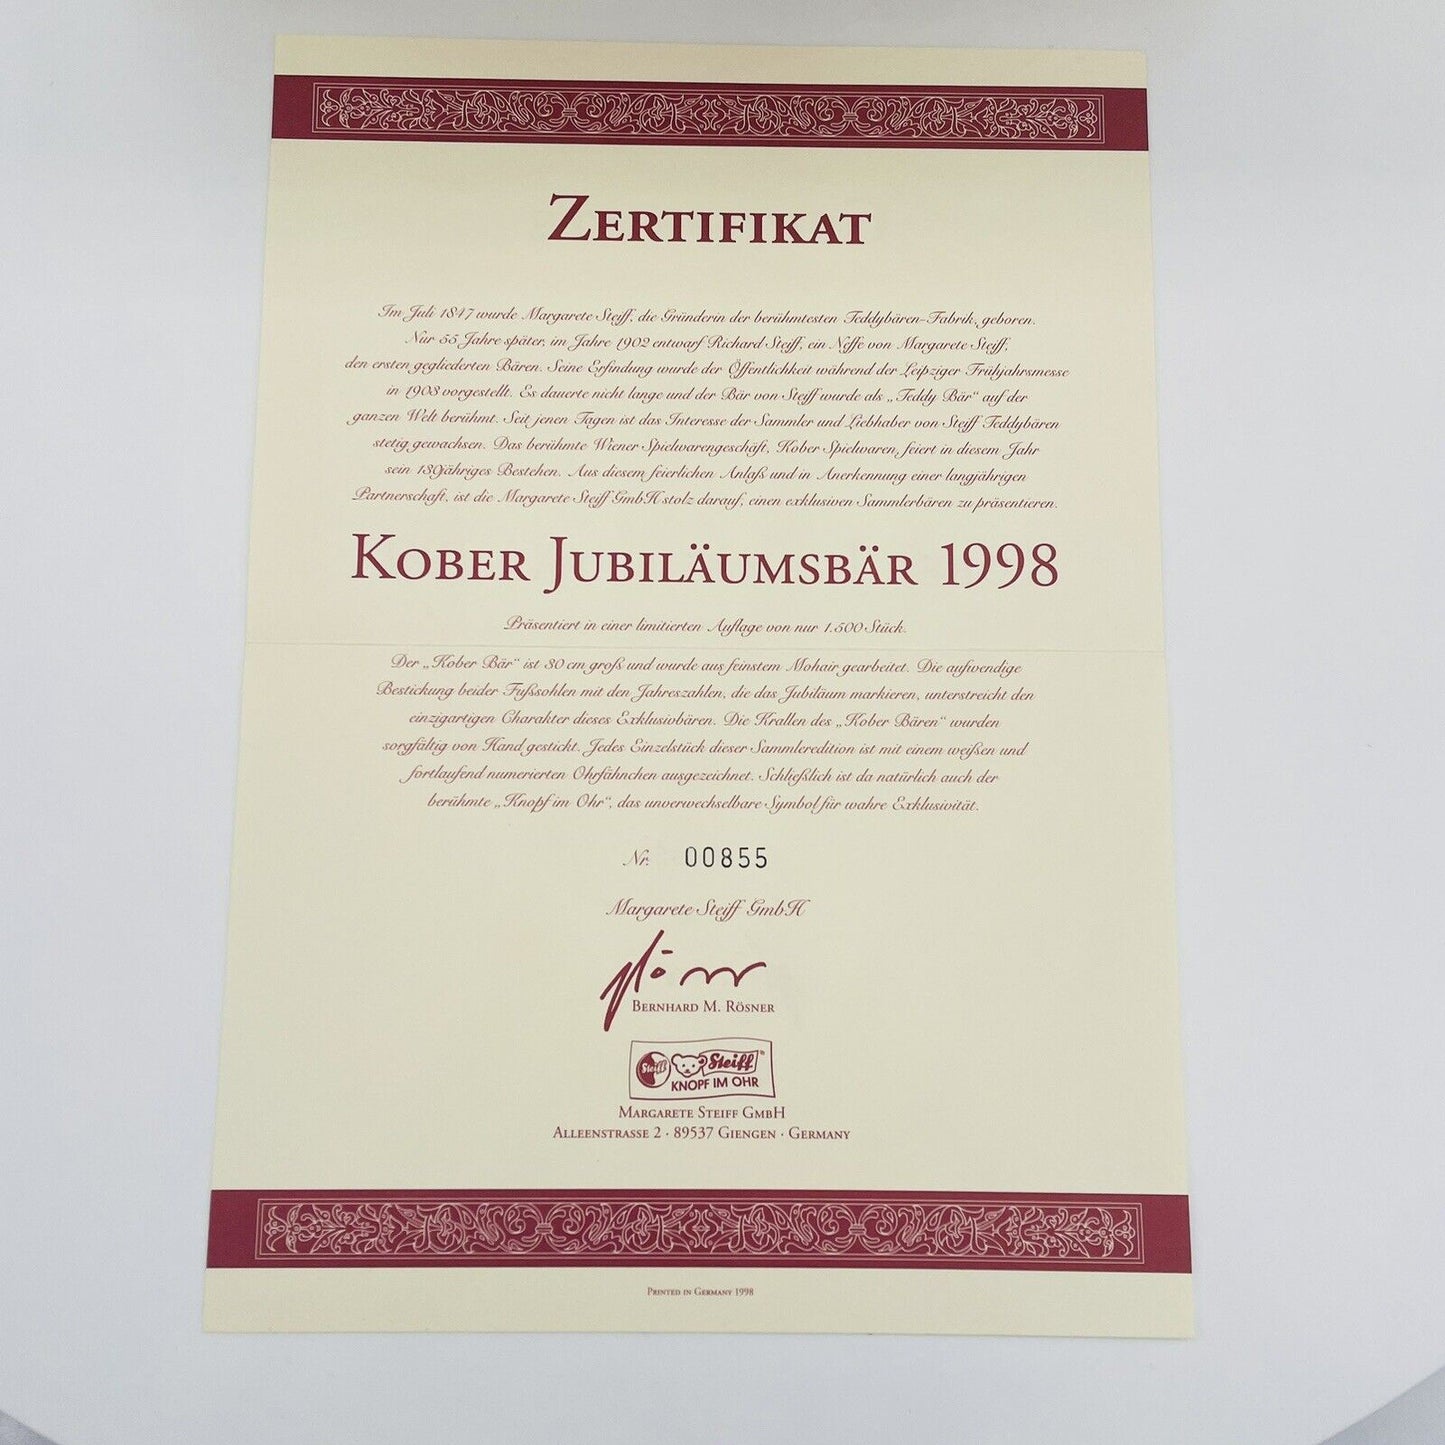 ZERTIFIKAT
Im Juli 1847 wurde Margarete Steiff, die Gründerin der berühmtesten Teddybären-Fabrik, geboren.
Nur 55 Jahre später, im Jahre 1902 entwarf Richard Steiff, ein Neffe von Margarete Steiff,
den ersten gegliederten Bären. Seine Erfindung wurde der Öffentlichkeit während der Leipziger Frühjahrsmesse
in 1903 vorgestellt. Es dauerte nicht lange und der Bär von Steiff wurde als „Teddy Bär“ auf der
ganzen Welt berühmt. Seit jenen Tagen ist das Interesse der Sammler und Liebhaber von Steiff Teddybären
stetig gewachsen. Das berühmte Wiener Spielwarengeschäft, Kober Spielwaren, feiert in diesem Jahr
sein 130jähriges Bestehen. Aus diesem feierlichen Anlaß und in Anerkennung einer langjährigen
Partnerschaft, ist die Margarete Steiff GmbH stolz darauf, einen exklusiven Sammlerbären zu präsentieren.
KOBER JUBILÄUMSBÄR 1998
Präsentiert in einer limitierten Auflage von nur 1.500 Stück.
Der „Kober Bär“ ist 30 cm groß und wurde aus feinstem Mohair gearbeitet. Die aufwendige
Bestickung beider Fußsohlen mit den Jahreszahlen, die das Jubiläum markieren, unterstreicht den
einzigartigen Charakter dieses Exklusivbären. Die Krallen des „Kober Bären“ wurden
sorgfältig von Hand gestickt. Jedes Einzelstück dieser Sammleredition ist mit einem weißen und
fortlaufend numerierten Ohrfähnchen ausgezeichnet. Schließlich ist da natürlich auch der
berühmte „Knopf im Ohr“, das unverwechselbare Symbol für wahre Exklusivität.
Nr. 00855
Margarete Steiff GmbH
BERNHARD M. RÖSNER
Steiff Steiff
KNOPF IM OHR
MARGARETE STEIFF GMBH
ALLEENSTRASSE 2 · 89537 GIENGEN · GERMANY
PRINTED IN GERMANY 1998